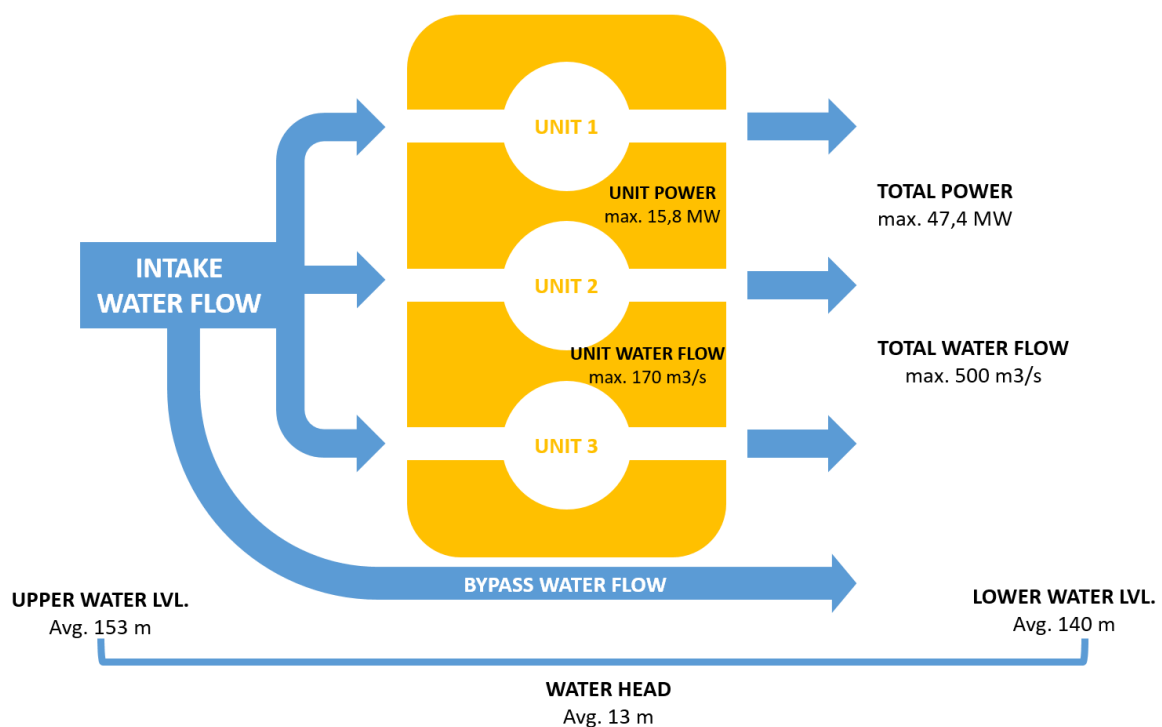 UNIT 1
UNIT POWER
max. 15,8 MW
TOTAL POWER
max. 47,4 MW
INTAKE
WATER FLOW
UNIT 2
UNIT WATER FLOW
max. 170 m3/s
TOTAL WATER FLOW
max. 500 m3/s
UNIT 3
BYPASS WATER FLOW
UPPER WATER LVL.
Avg. 153 m
LOWER WATER LVL.
Avg. 140 m
WATER HEAD
Avg. 13 m